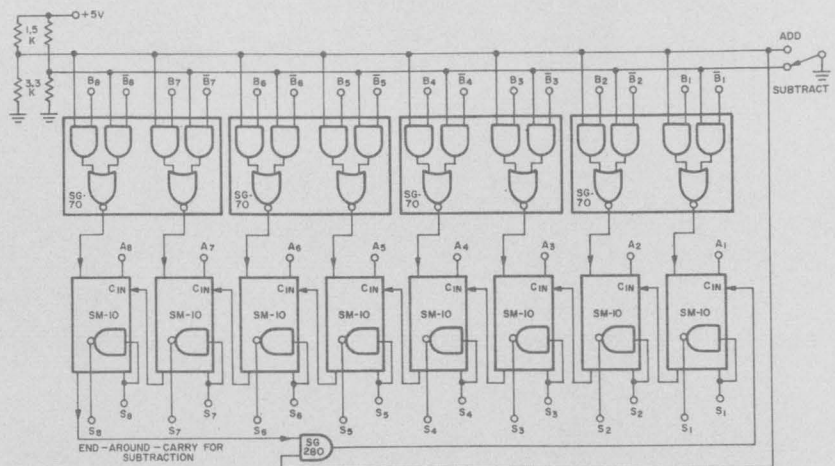 +5V
1.5 K
3.3 K
ADD
SUBTRACT
B8 B̅8 B7 B̅7 B6 B̅6 B5 B̅5 B4 B̅4 B3 B̅3 B2 B̅2 B1 B̅1
SG-70 SG-70 SG-70 SG-70
A8 A7 A6 A5 A4 A3 A2 A1
CIN CIN CIN CIN CIN CIN CIN CIN
SM-10 SM-10 SM-10 SM-10 SM-10 SM-10 SM-10 SM-10
S8 S8 S7 S7 S6 S6 S5 S5 S4 S4 S3 S3 S2 S2 S1 S1
END-AROUND-CARRY FOR
SUBTRACTION
SG
280